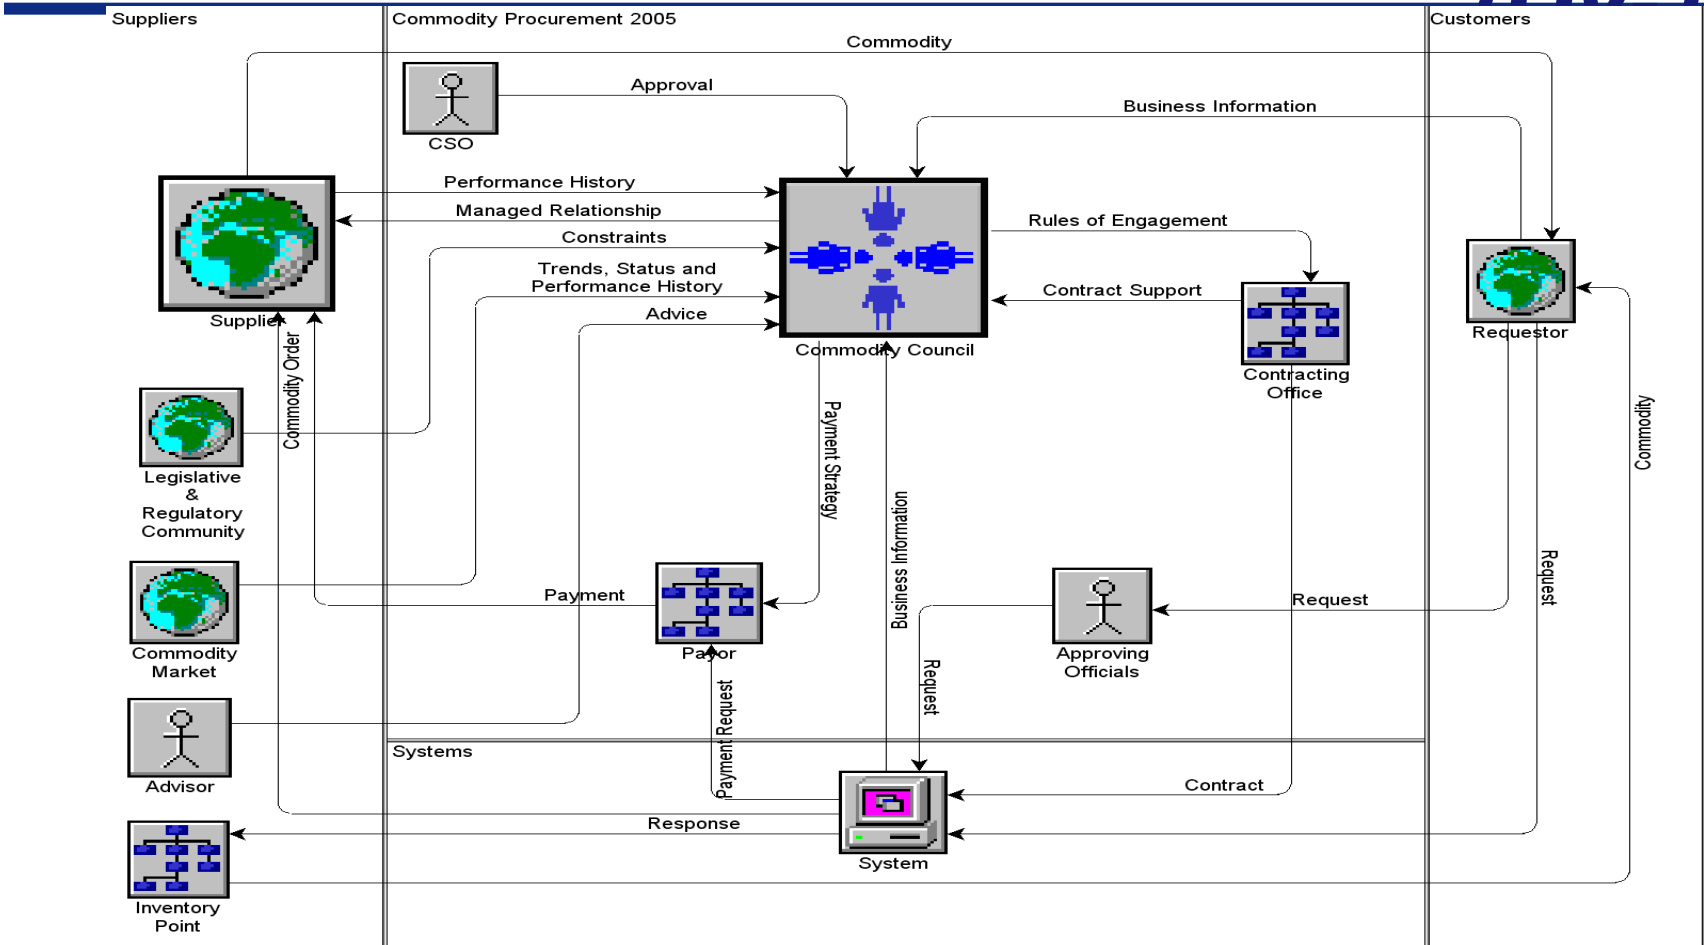 Suppliers
Commodity Procurement 2005
Customers
Commodity
Approval
Business Information
CSO
Performance History
Managed Relationship
Rules of Engagement
Constraints
Trends, Status and
Performance History
Contract Support
Advice
Supplier
Requestor
Commodity Council
Contracting
Office
Commodity Order
Payment Strategy
Commodity
Legislative
&
Regulatory
Community
Business Information
Request
Payment
Request
Commodity
Market
Payor
Approving
Officials
Request
Payment Request
Systems
Advisor
Contract
Response
System
Inventory
Point